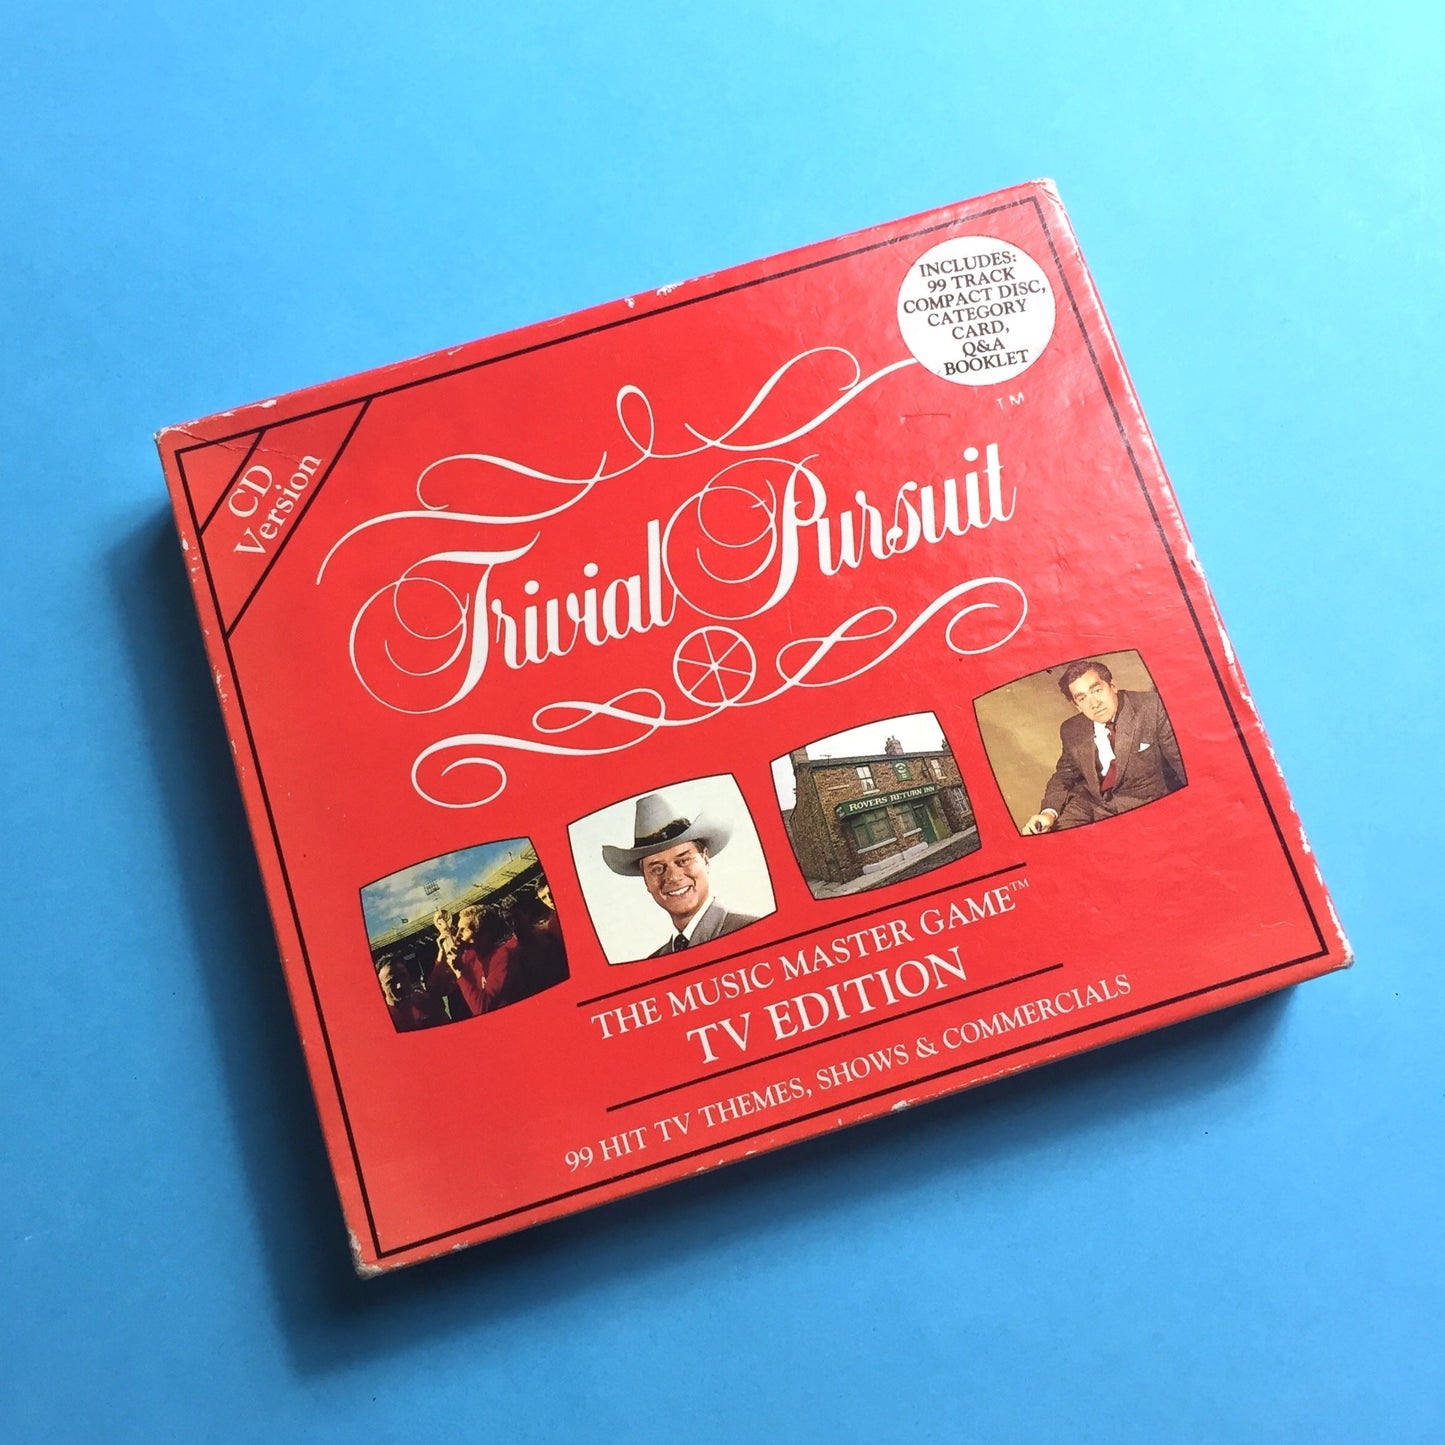 INCLUDES:
99 TRACK
COMPACT DISC,
CATEGORY
CARD,
Q&A
BOOKLET
TM
CD
Version
Trivial Pursuit
ROVERS RETURN INN
THE MUSIC MASTER GAME™
TV EDITION
99 HIT TV THEMES, SHOWS & COMMERCIALS